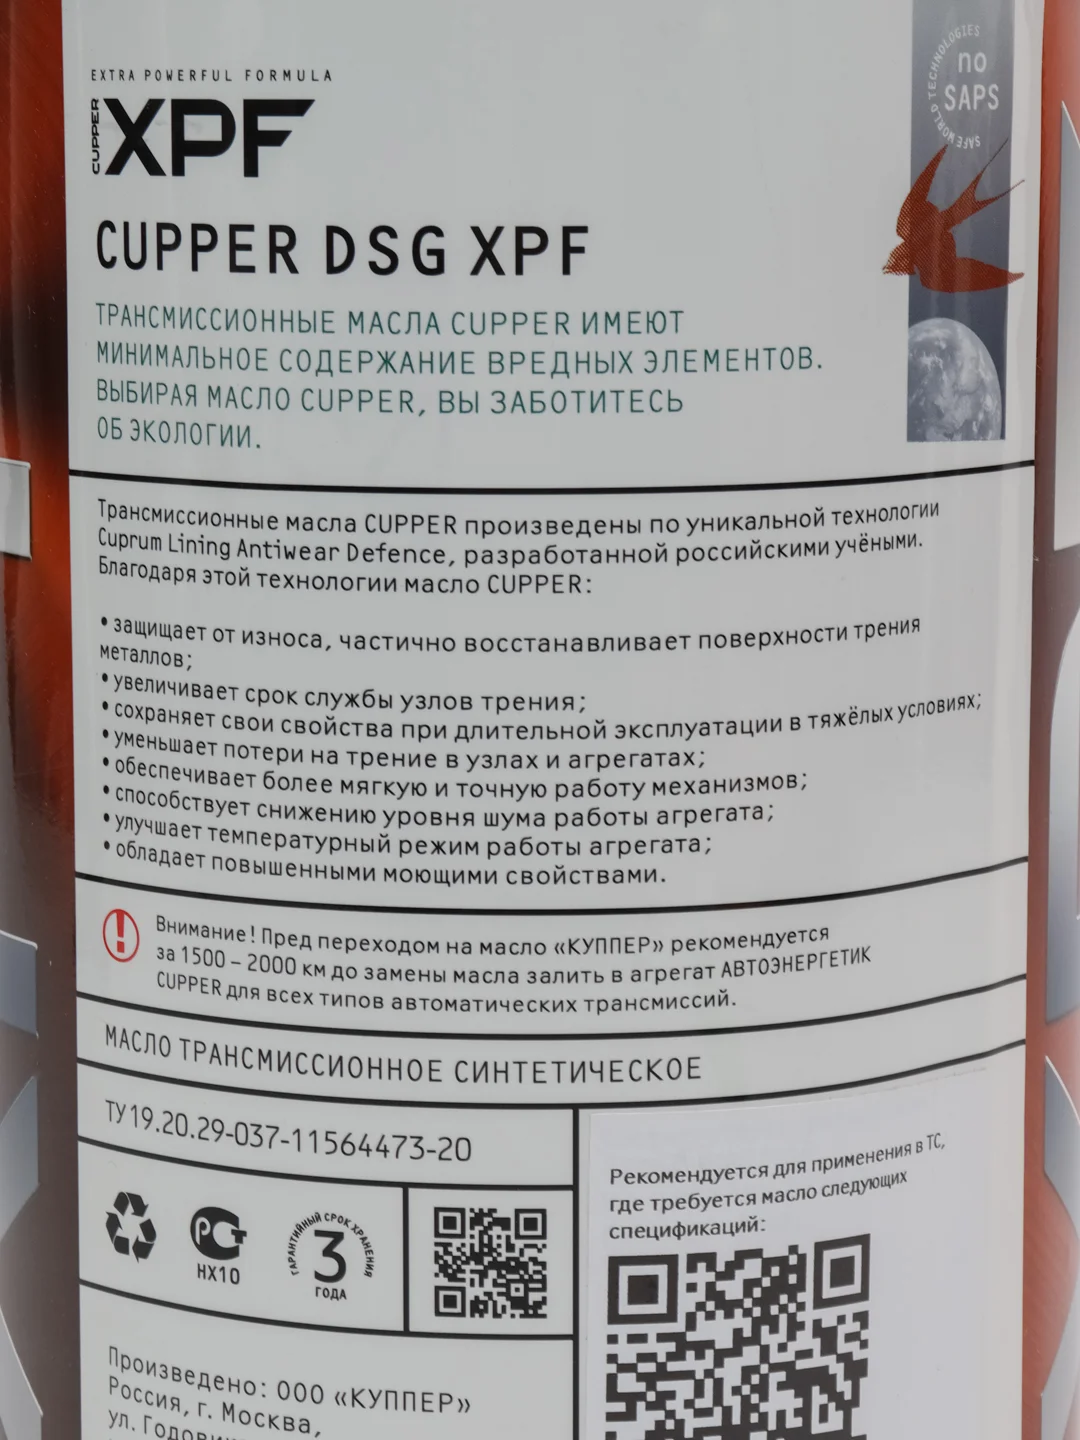 EXTRA POWERFUL FORMULA
CUPPER XPF
SAFE WORLD TECHNOLOGIES
no
SAPS
CUPPER DSG XPF
ТРАНСМИССИОННЫЕ МАСЛА CUPPER ИМЕЮТ
МИНИМАЛЬНОЕ СОДЕРЖАНИЕ ВРЕДНЫХ ЭЛЕМЕНТОВ.
ВЫБИРАЯ МАСЛО CUPPER, ВЫ ЗАБОТИТЕСЬ
ОБ ЭКОЛОГИИ.
Трансмиссионные масла CUPPER произведены по уникальной технологии
Cuprum Lining Antiwear Defence, разработанной российскими учёными.
Благодаря этой технологии масло CUPPER:
• защищает от износа, частично восстанавливает поверхности трения
металлов;
• увеличивает срок службы узлов трения;
• сохраняет свои свойства при длительной эксплуатации в тяжёлых условиях;
• уменьшает потери на трение в узлах и агрегатах;
• обеспечивает более мягкую и точную работу механизмов;
• способствует снижению уровня шума работы агрегата;
• улучшает температурный режим работы агрегата;
• обладает повышенными моющими свойствами.
Внимание! Пред переходом на масло «КУППЕР» рекомендуется
за 1500 – 2000 км до замены масла залить в агрегат АВТОЭНЕРГЕТИК
CUPPER для всех типов автоматических трансмиссий.
МАСЛО ТРАНСМИССИОННОЕ СИНТЕТИЧЕСКОЕ
ТУ 19.20.29-037-11564473-20
РСТ
НХ10
ГАРАНТИЙНЫЙ СРОК ХРАНЕНИЯ
3
ГОДА
Рекомендуется для применения в ТС,
где требуется масло следующих
спецификаций:
Произведено: ООО «КУППЕР»
Россия, г. Москва,
ул.